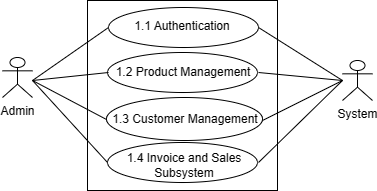 1.1 Authentication
1.2 Product Management
Admin
System
1.3 Customer Management
1.4 Invoice and Sales
Subsystem